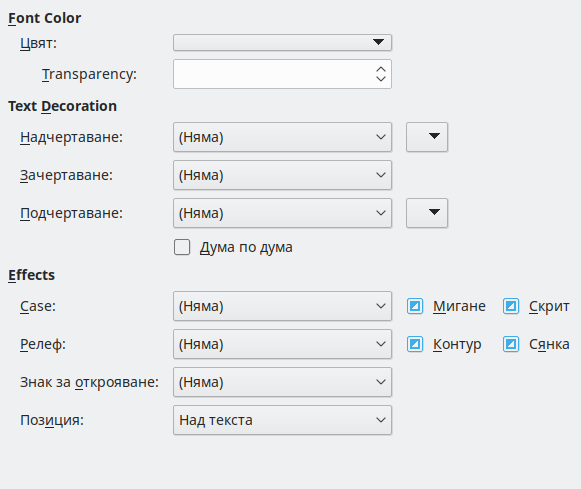 Font Color
Цвят:
Transparency:
Text Decoration
Надчертаване: (Няма)
Зачертаване: (Няма)
Подчертаване: (Няма)
Дума по дума
Effects
Case: (Няма) Мигане Скрит
Релеф: (Няма) Контур Сянка
Знак за открояване: (Няма)
Позиция: Над текста